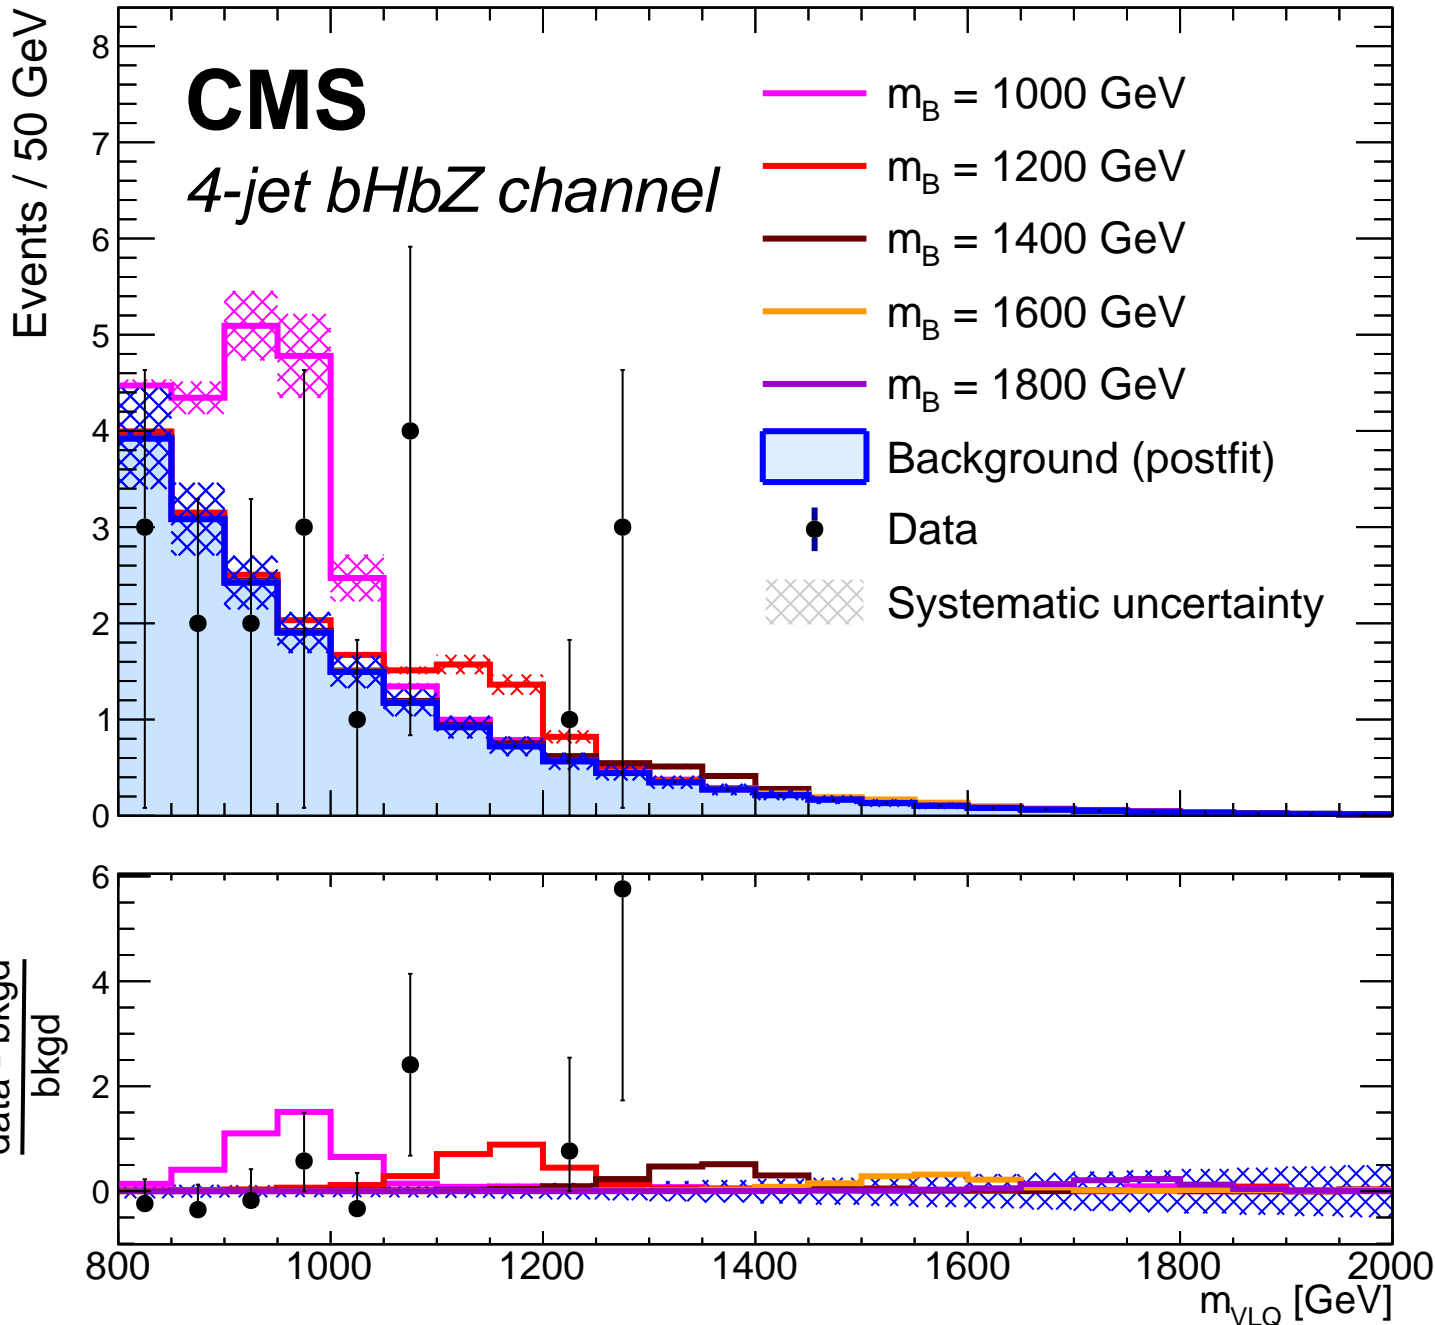 Events / 50 GeV
8
7
6
5
4
3
2
1
0
CMS
4-jet bHbZ channel
m_B = 1000 GeV
m_B = 1200 GeV
m_B = 1400 GeV
m_B = 1600 GeV
m_B = 1800 GeV
Background (postfit)
Data
Systematic uncertainty
data - bkgd
bkgd
6
4
2
0
800 1000 1200 1400 1600 1800 2000
m_VLQ [GeV]